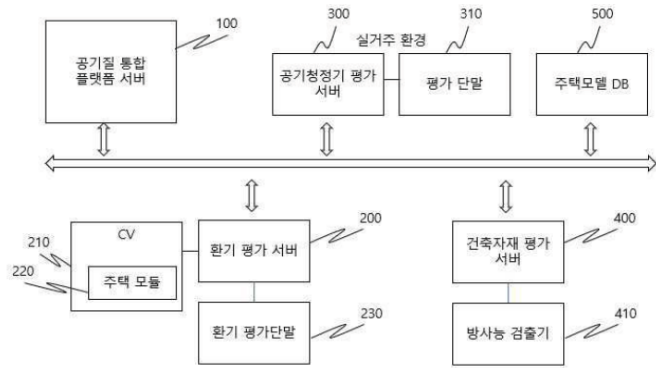 100
공기질 통합
플랫폼 서버
300
실거주 환경
310
공기청정기 평가
서버
평가 단말
500
주택모델 DB
210
220
CV
주택 모듈
200
환기 평가 서버
환기 평가단말
230
400
건축자재 평가
서버
방사능 검출기
410